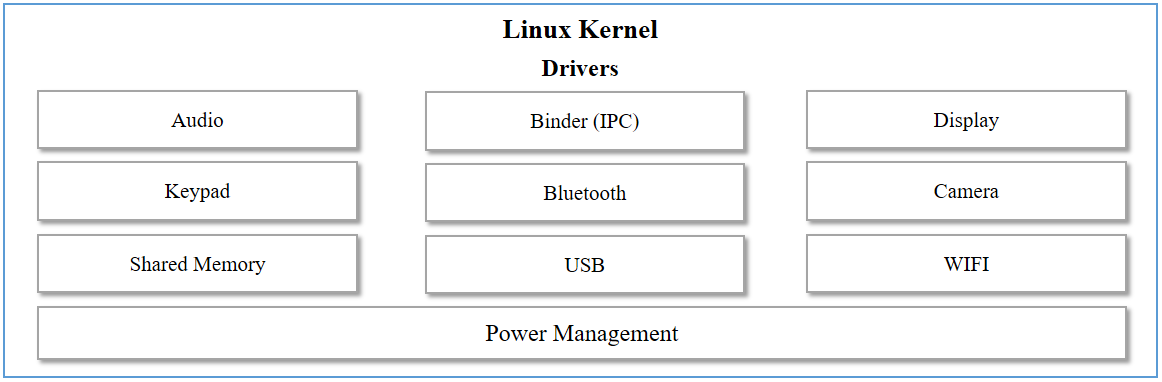 Linux Kernel
Drivers
Audio
Binder (IPC)
Display
Keypad
Bluetooth
Camera
Shared Memory
USB
WIFI
Power Management